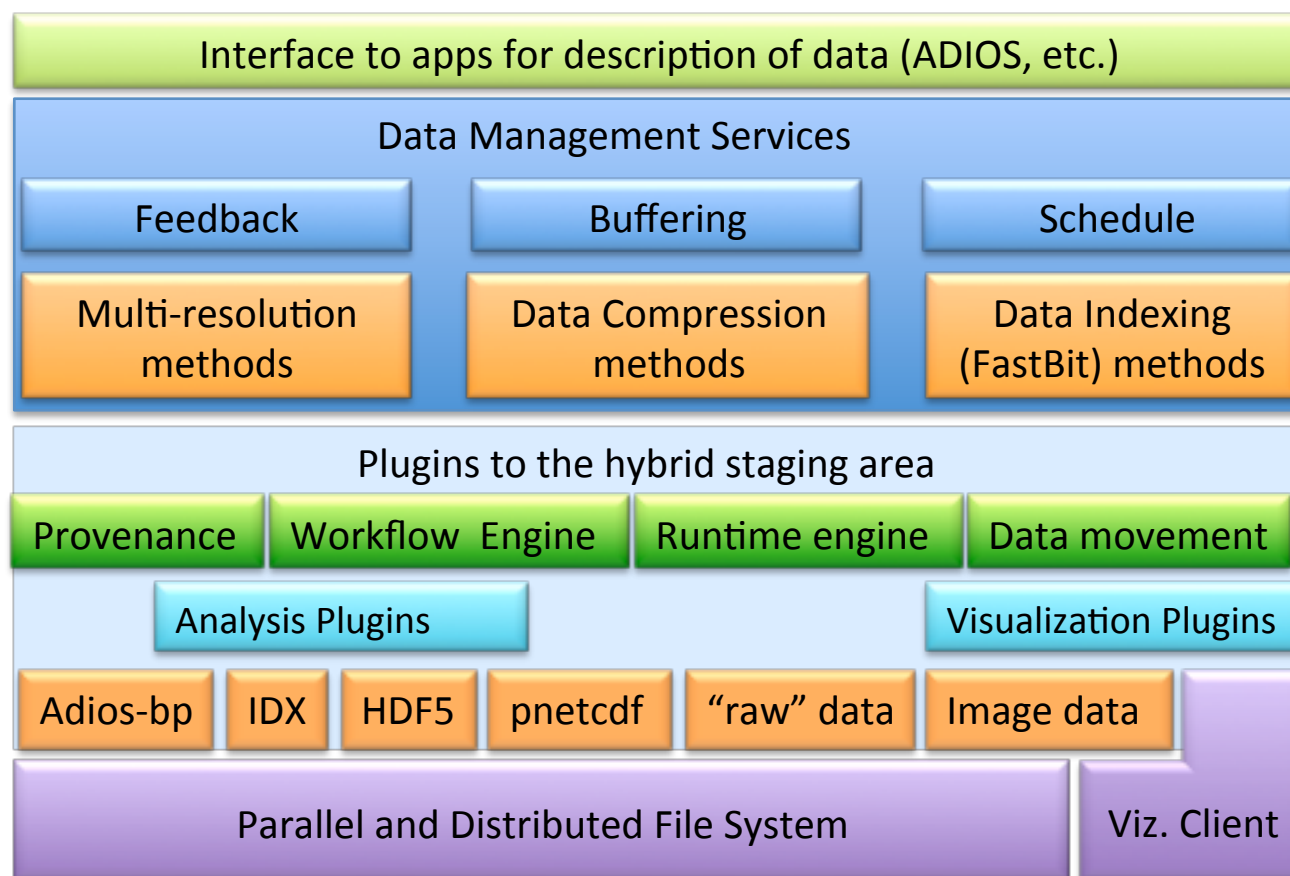 Interface to apps for description of data (ADIOS, etc.)
Data Management Services
Feedback
Buffering
Schedule
Multi-resolution
methods
Data Compression
methods
Data Indexing
(FastBit) methods
Plugins to the hybrid staging area
Provenance
Workflow Engine
Runtime engine
Data movement
Analysis Plugins
Visualization Plugins
Adios-bp
IDX
HDF5
pnetcdf
“raw” data
Image data
Parallel and Distributed File System
Viz. Client